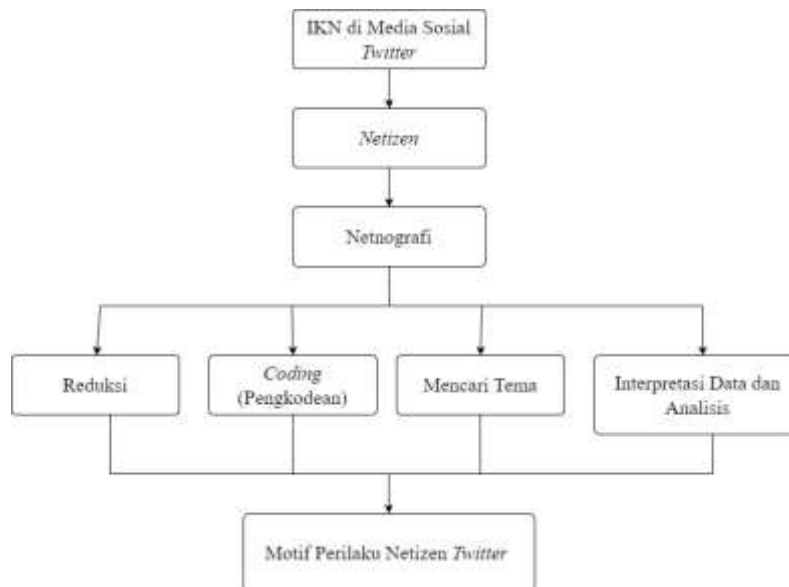 IKN di Media Sosial
Twitter
Netizen
Netnografi
Reduksi
Coding
(Pengkodean)
Mencari Tema
Interpretasi Data dan
Analisis
Motif Perilaku Netizen Twitter